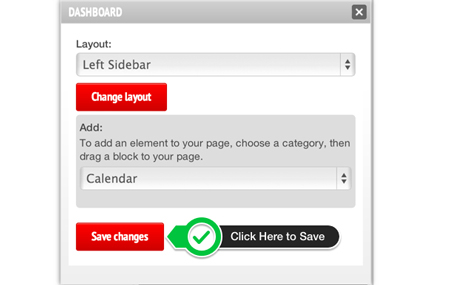 DASHBOARD
Layout:
Left Sidebar
Change layout
Add:
To add an element to your page, choose a category, then
drag a block to your page.
Calendar
Save changes
Click Here to Save